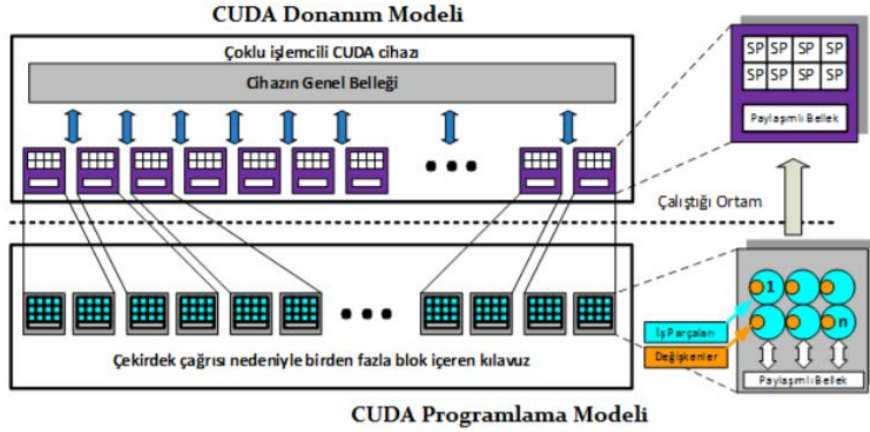 CUDA Donanım Modeli
Çoklu işlemcili CUDA cihazı
Cihazın Genel Belleği
SP SP SP SP
SP SP SP SP
Paylaşımlı Bellek
Çalıştığı Ortam
1
n
İş Parçaları
Değişkenler
Paylaşımlı Bellek
Çekirdek çağrısı nedeniyle birden fazla blok içeren kılavuz
CUDA Programlama Modeli